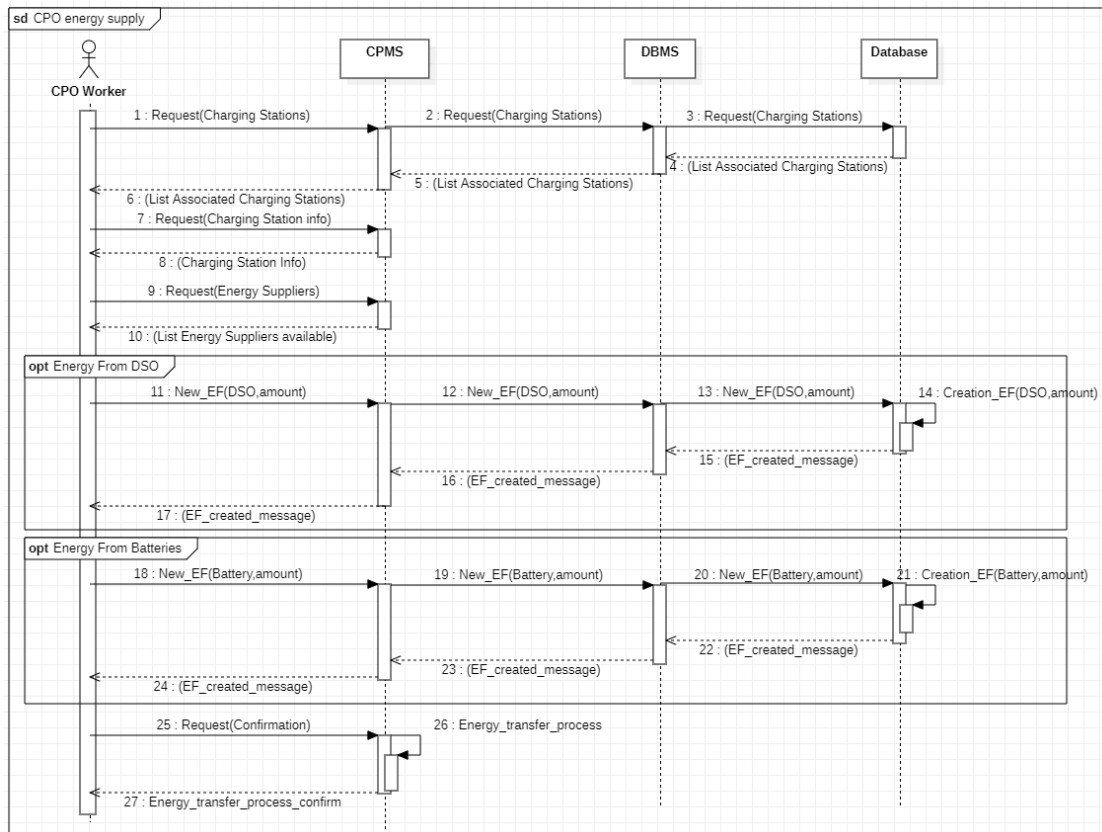 sd CPO energy supply
CPMS
DBMS
Database
CPO Worker
1 : Request(Charging Stations)
2 : Request(Charging Stations)
3 : Request(Charging Stations)
4 : (List Associated Charging Stations)
5 : (List Associated Charging Stations)
6 : (List Associated Charging Stations)
7 : Request(Charging Station info)
8 : (Charging Station Info)
9 : Request(Energy Suppliers)
10 : (List Energy Suppliers available)
opt Energy From DSO
11 : New_EF(DSO,amount)
12 : New_EF(DSO,amount)
13 : New_EF(DSO,amount)
14 : Creation_EF(DSO,amount)
15 : (EF_created_message)
16 : (EF_created_message)
17 : (EF_created_message)
opt Energy From Batteries
18 : New_EF(Battery,amount)
19 : New_EF(Battery,amount)
20 : New_EF(Battery,amount)
21 : Creation_EF(Battery,amount)
22 : (EF_created_message)
23 : (EF_created_message)
24 : (EF_created_message)
25 : Request(Confirmation)
26 : Energy_transfer_process
27 : Energy_transfer_process_confirm